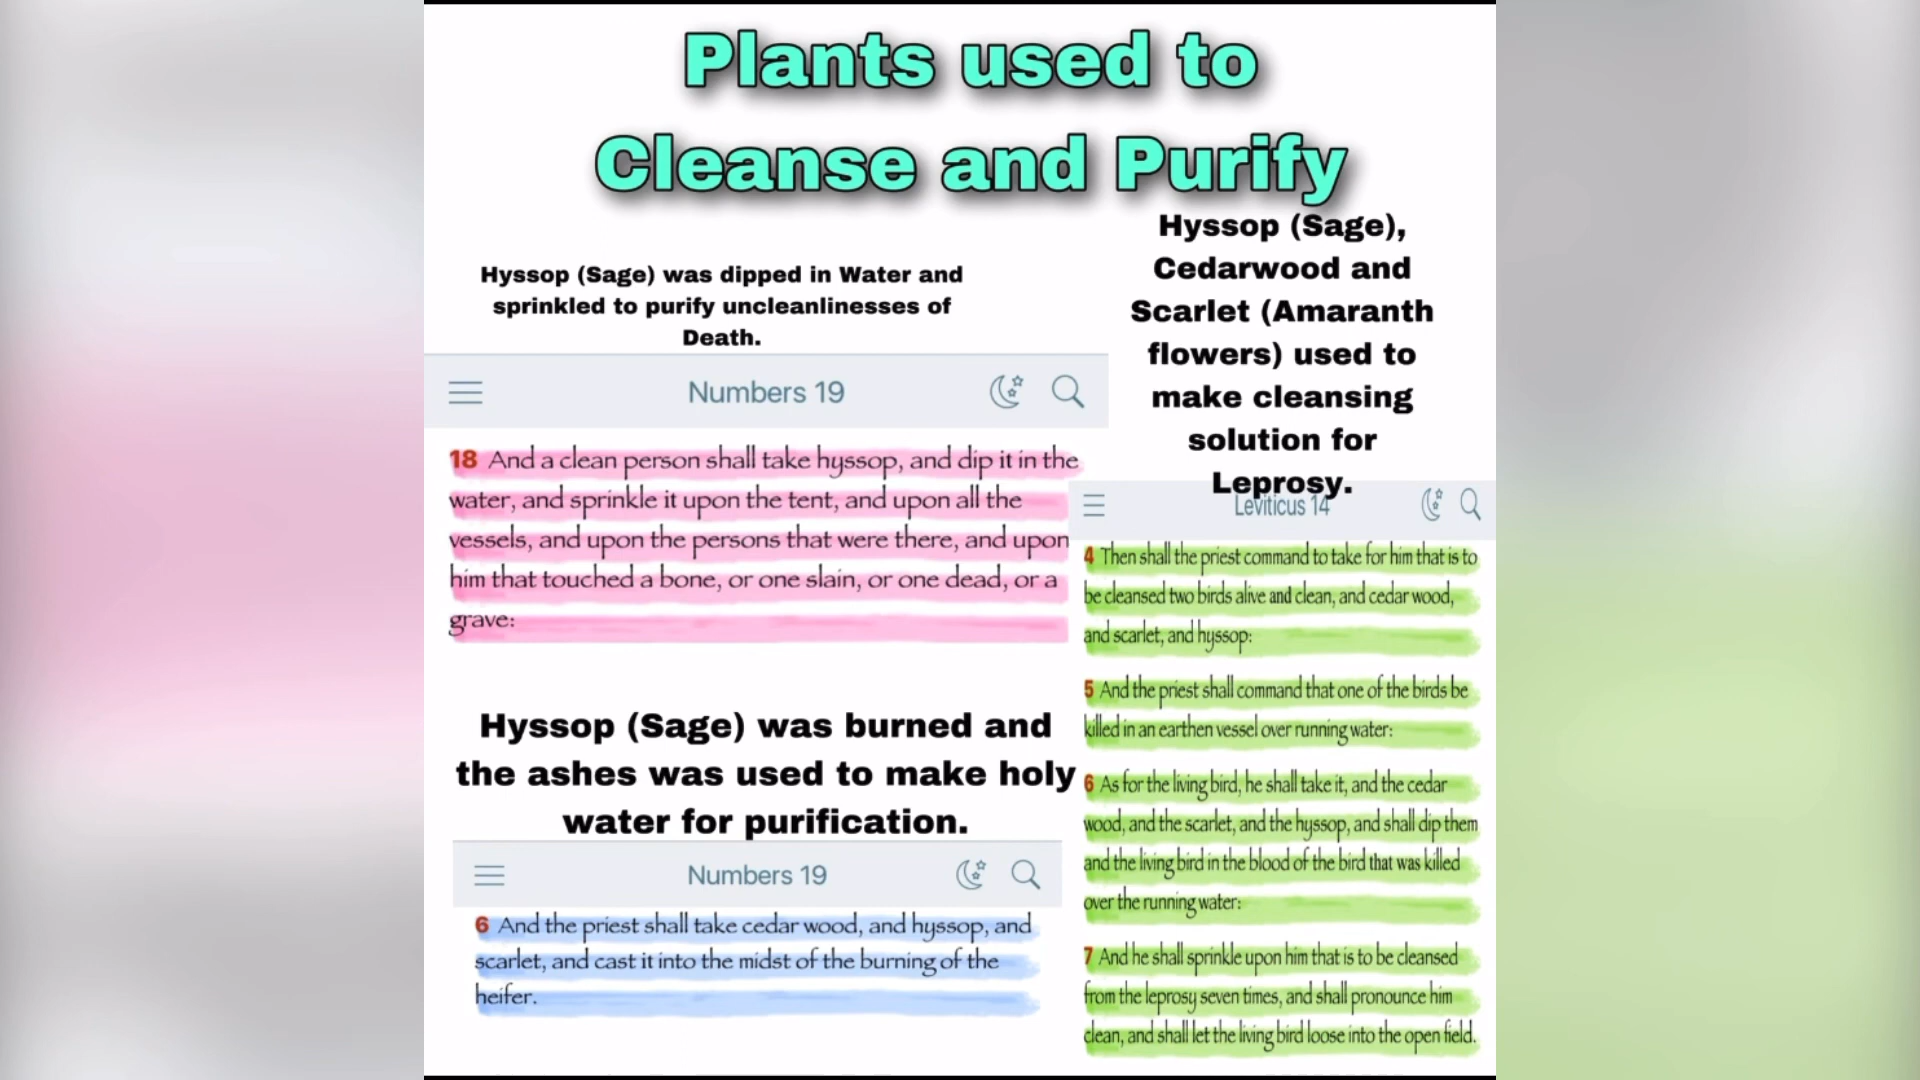 Plants used to
Cleanse and Purify
Hyssop (Sage) was dipped in Water and
sprinkled to purify uncleanlinesses of
Death.
Numbers 19
18 And a clean person shall take hyssop, and dip it in the
water, and sprinkle it upon the tent, and upon all the
vessels, and upon the persons that were there, and upon
him that touched a bone, or one slain, or one dead, or a
grave:
Hyssop (Sage) was burned and
the ashes was used to make holy
water for purification.
Numbers 19
6 And the priest shall take cedar wood, and hyssop, and
scarlet, and cast it into the midst of the burning of the
heifer.
Hyssop (Sage),
Cedarwood and
Scarlet (Amaranth
flowers) used to
make cleansing
solution for
Leprosy.
Leviticus 14
4 Then shall the priest command to take for him that is to
be cleansed two birds alive and clean, and cedar wood,
and scarlet, and hyssop:
5 And the priest shall command that one of the birds be
killed in an earthen vessel over running water:
6 As for the living bird, he shall take it, and the cedar
wood, and the scarlet, and the hyssop, and shall dip them
and the living bird in the blood of the bird that was killed
over the running water:
7 And he shall sprinkle upon him that is to be cleansed
from the leprosy seven times, and shall pronounce him
clean, and shall let the living bird loose into the open field.